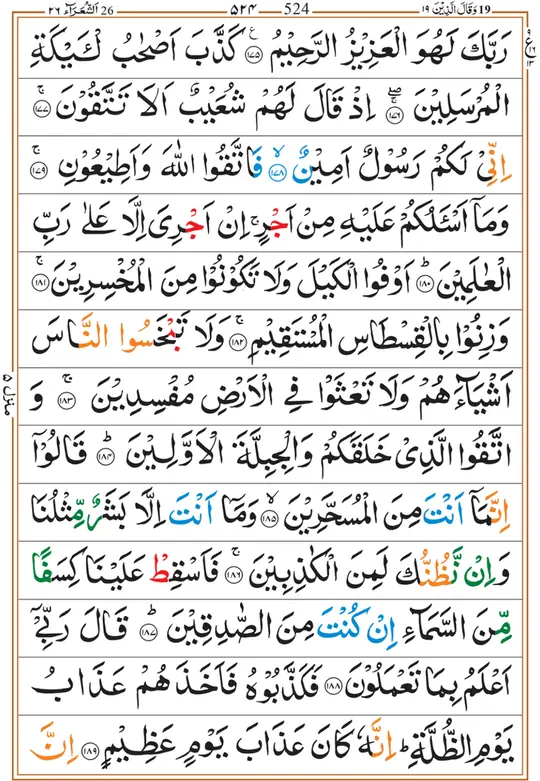 19 وَقَالَ الَّذِيْنَ ١٩
524 ۵۲۴
26 اَلشُّعَرَآء ٢٦
رَبَّكَ لَهُوَ الْعَزِيْزُ الرَّحِيْمُ ۝١٧٥ كَذَّبَ اَصْحٰبُ لْـَٔيْكَةِ
الْمُرْسَلِيْنَ ۝١٧٦ اِذْ قَالَ لَهُمْ شُعَيْبٌ اَلَا تَتَّقُوْنَ ۝١٧٧
اِنِّيْ لَكُمْ رَسُوْلٌ اَمِيْنٌ ۝١٧٨ فَاتَّقُوا اللّٰهَ وَاَطِيْعُوْنِ ۝١٧٩
وَمَاۤ اَسْـَٔلُكُمْ عَلَيْهِ مِنْ اَجْرٍ اِنْ اَجْرِيَ اِلَّا عَلٰى رَبِّ
الْعٰلَمِيْنَ ۝١٨٠ اَوْفُوا الْكَيْلَ وَلَا تَكُوْنُوْا مِنَ الْمُخْسِرِيْنَ ۝١٨١
وَزِنُوْا بِالْقِسْطَاسِ الْمُسْتَقِيْمِ ۝١٨٢ وَلَا تَبْخَسُوا النَّاسَ
اَشْيَآءَهُمْ وَلَا تَعْثَوْا فِي الْاَرْضِ مُفْسِدِيْنَ ۝١٨٣ وَ
اتَّقُوا الَّذِيْ خَلَقَكُمْ وَالْجِبِلَّةَ الْاَوَّلِيْنَ ۝١٨٤ قَالُوْۤا
اِنَّمَاۤ اَنْتَ مِنَ الْمُسَحَّرِيْنَ ۝١٨٥ وَمَاۤ اَنْتَ اِلَّا بَشَرٌ مِّثْلُنَا
وَاِنْ نَّظُنُّكَ لَمِنَ الْكٰذِبِيْنَ ۝١٨٦ فَاَسْقِطْ عَلَيْنَا كِسَفًا
مِّنَ السَّمَآءِ اِنْ كُنْتَ مِنَ الصّٰدِقِيْنَ ۝١٨٧ قَالَ رَبِّيْۤ
اَعْلَمُ بِمَا تَعْمَلُوْنَ ۝١٨٨ فَكَذَّبُوْهُ فَاَخَذَهُمْ عَذَابُ
يَوْمِ الظُّلَّةِ اِنَّهٗ كَانَ عَذَابَ يَوْمٍ عَظِيْمٍ ۝١٨٩ اِنَّ
منزل ۵